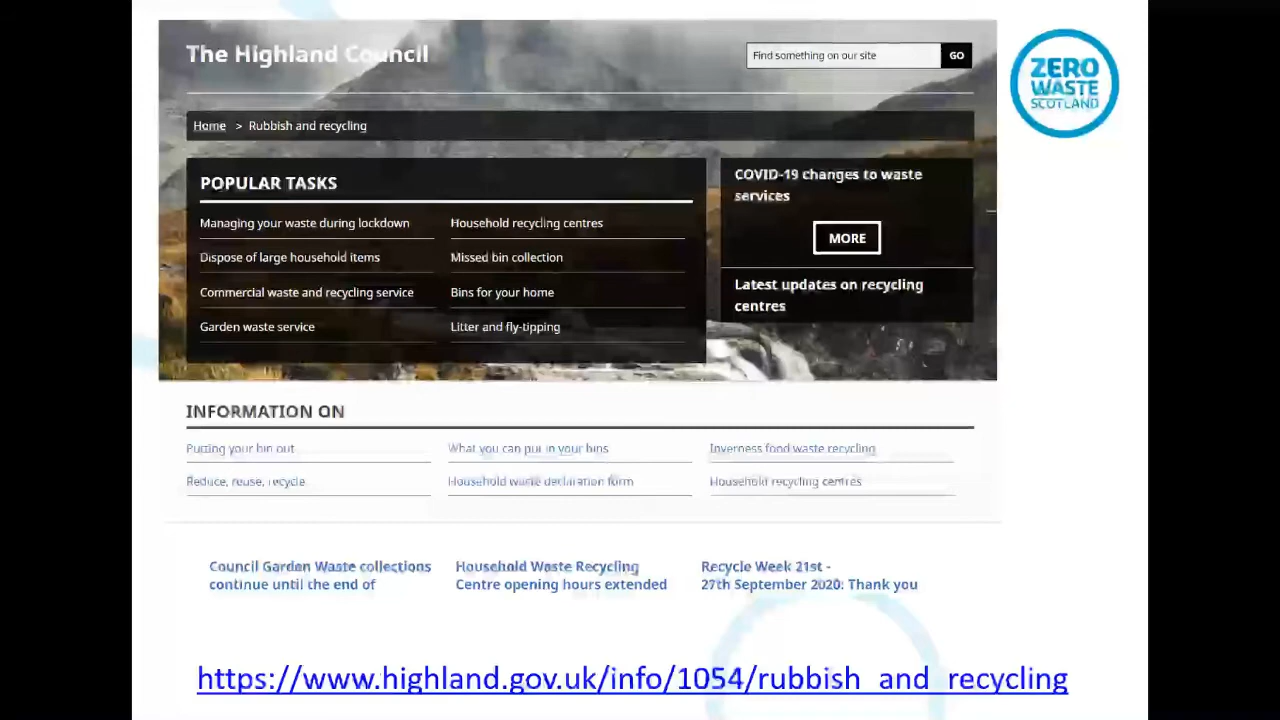 The Highland Council
Find something on our site
GO
ZERO
WASTE
SCOTLAND
Home > Rubbish and recycling
POPULAR TASKS
Managing your waste during lockdown
Household recycling centres
Dispose of large household items
Missed bin collection
Commercial waste and recycling service
Bins for your home
Garden waste service
Litter and fly-tipping
COVID-19 changes to waste
services
MORE
Latest updates on recycling
centres
INFORMATION ON
Putting your bin out
What you can put in your bins
Inverness food waste recycling
Reduce, reuse, recycle
Household waste declaration form
Household recycling centres
Council Garden Waste collections
continue until the end of
Household Waste Recycling
Centre opening hours extended
Recycle Week 21st -
27th September 2020. Thank you
https://www.highland.gov.uk/info/1054/rubbish_and_recycling